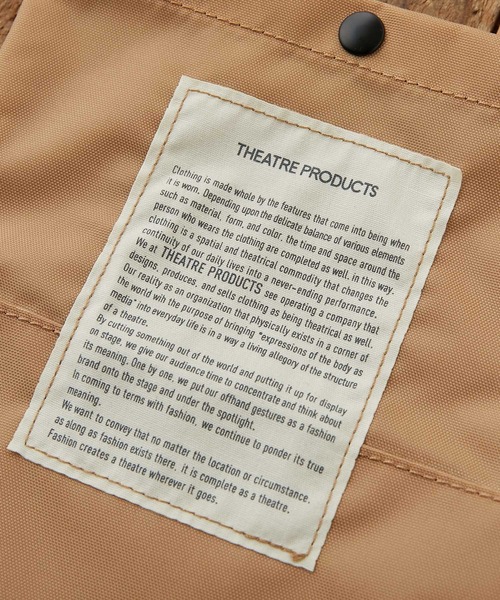 THEATRE PRODUCTS
Clothing is made whole by the features that come into being when
it is worn. Depending upon the delicate balance of various elements
such as material, form, and color, the time and space around the
person who wears the clothing are completed as well. in this way.
clothing is a spatial and theatrical commodity that changes the
continuity of our daily lives into a never-ending performance.
We at THEATRE PRODUCTS see operating a company that
designs, produces, and sells clothing as being theatrical as well.
Our reality as an organization that physically exists in a corner of
the world wih the purpose of bringing "expressions of the body as
media" into everyday life is in a way a living allegory of the structure
of a theatre.
By cutting something out of the world and putting it up for display
on stage, we give our audience time to concentrate and think about
its meaning. One by one, we put our offhand gestures as a fashion
brand onto the stage and under the spotlight.
In coming to terms with fashion, we continue to ponder its true
meaning.
We want to convey that no matter the location or circumstance,
as along as fashion exists there, it is complete as a theatre.
Fashion creates a theatre wherever it goes.